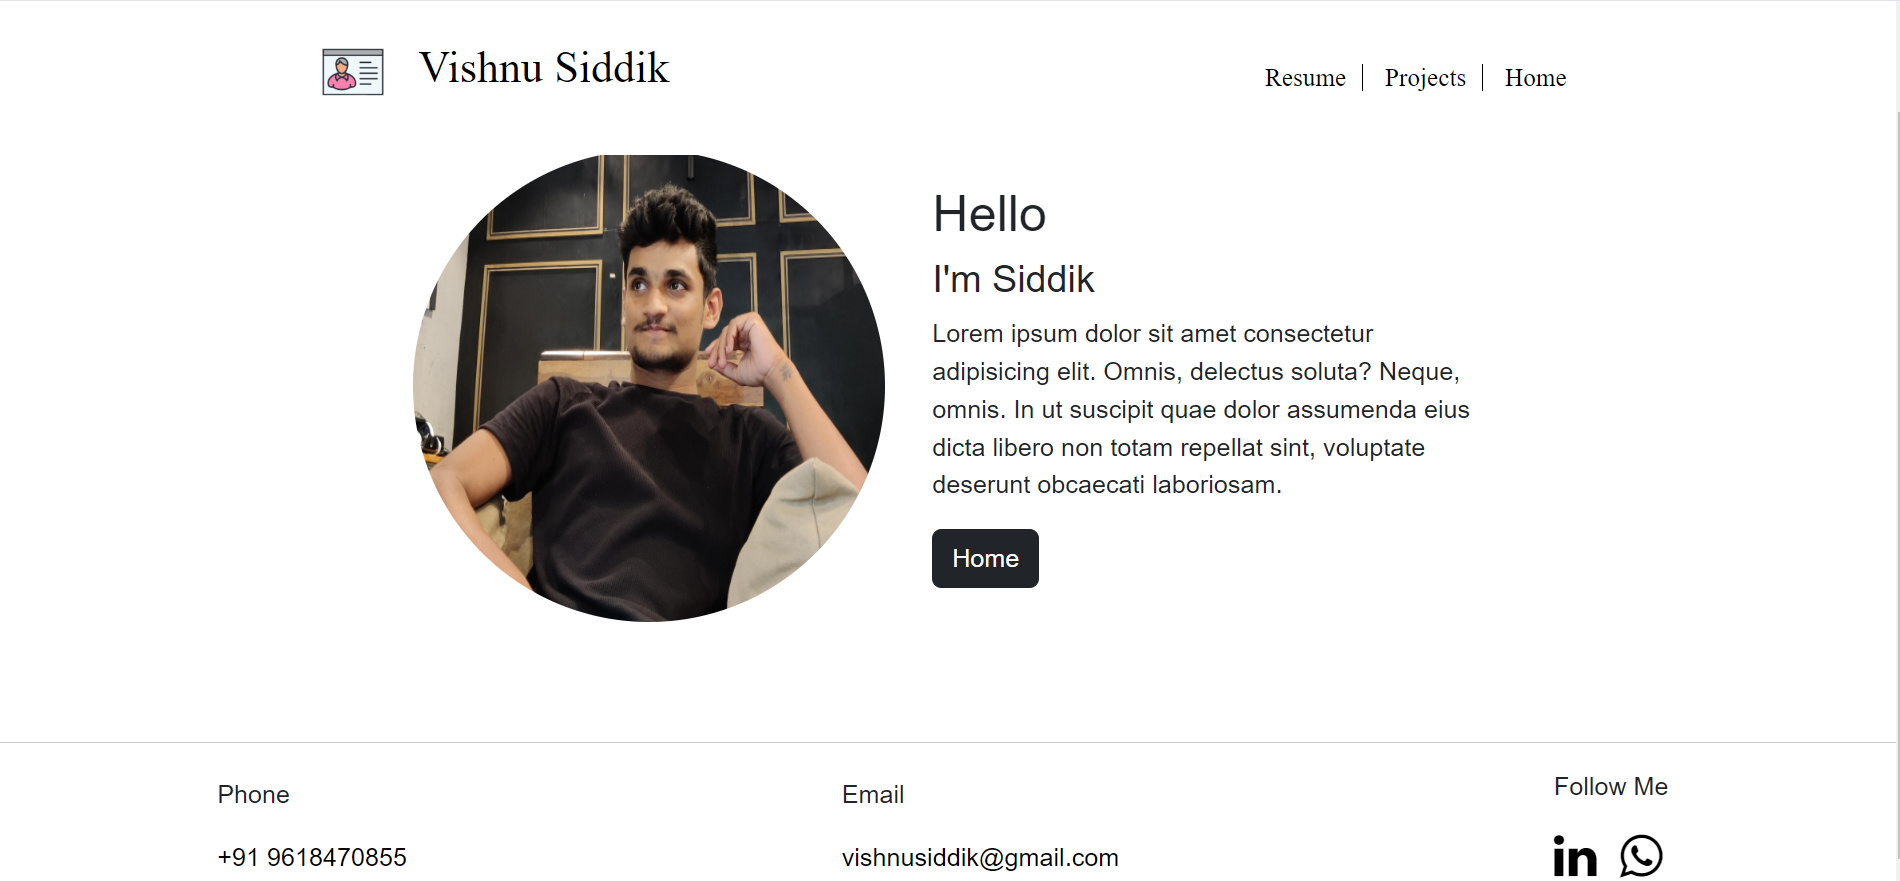 Vishnu Siddik
Resume
Projects
Home
Hello
I'm Siddik
Lorem ipsum dolor sit amet consectetur
adipisicing elit. Omnis, delectus soluta? Neque,
omnis. In ut suscipit quae dolor assumenda eius
dicta libero non totam repellat sint, voluptate
deserunt obcaecati laboriosam.
Home
Phone
+91 9618470855
Email
vishnusiddik@gmail.com
Follow Me
in